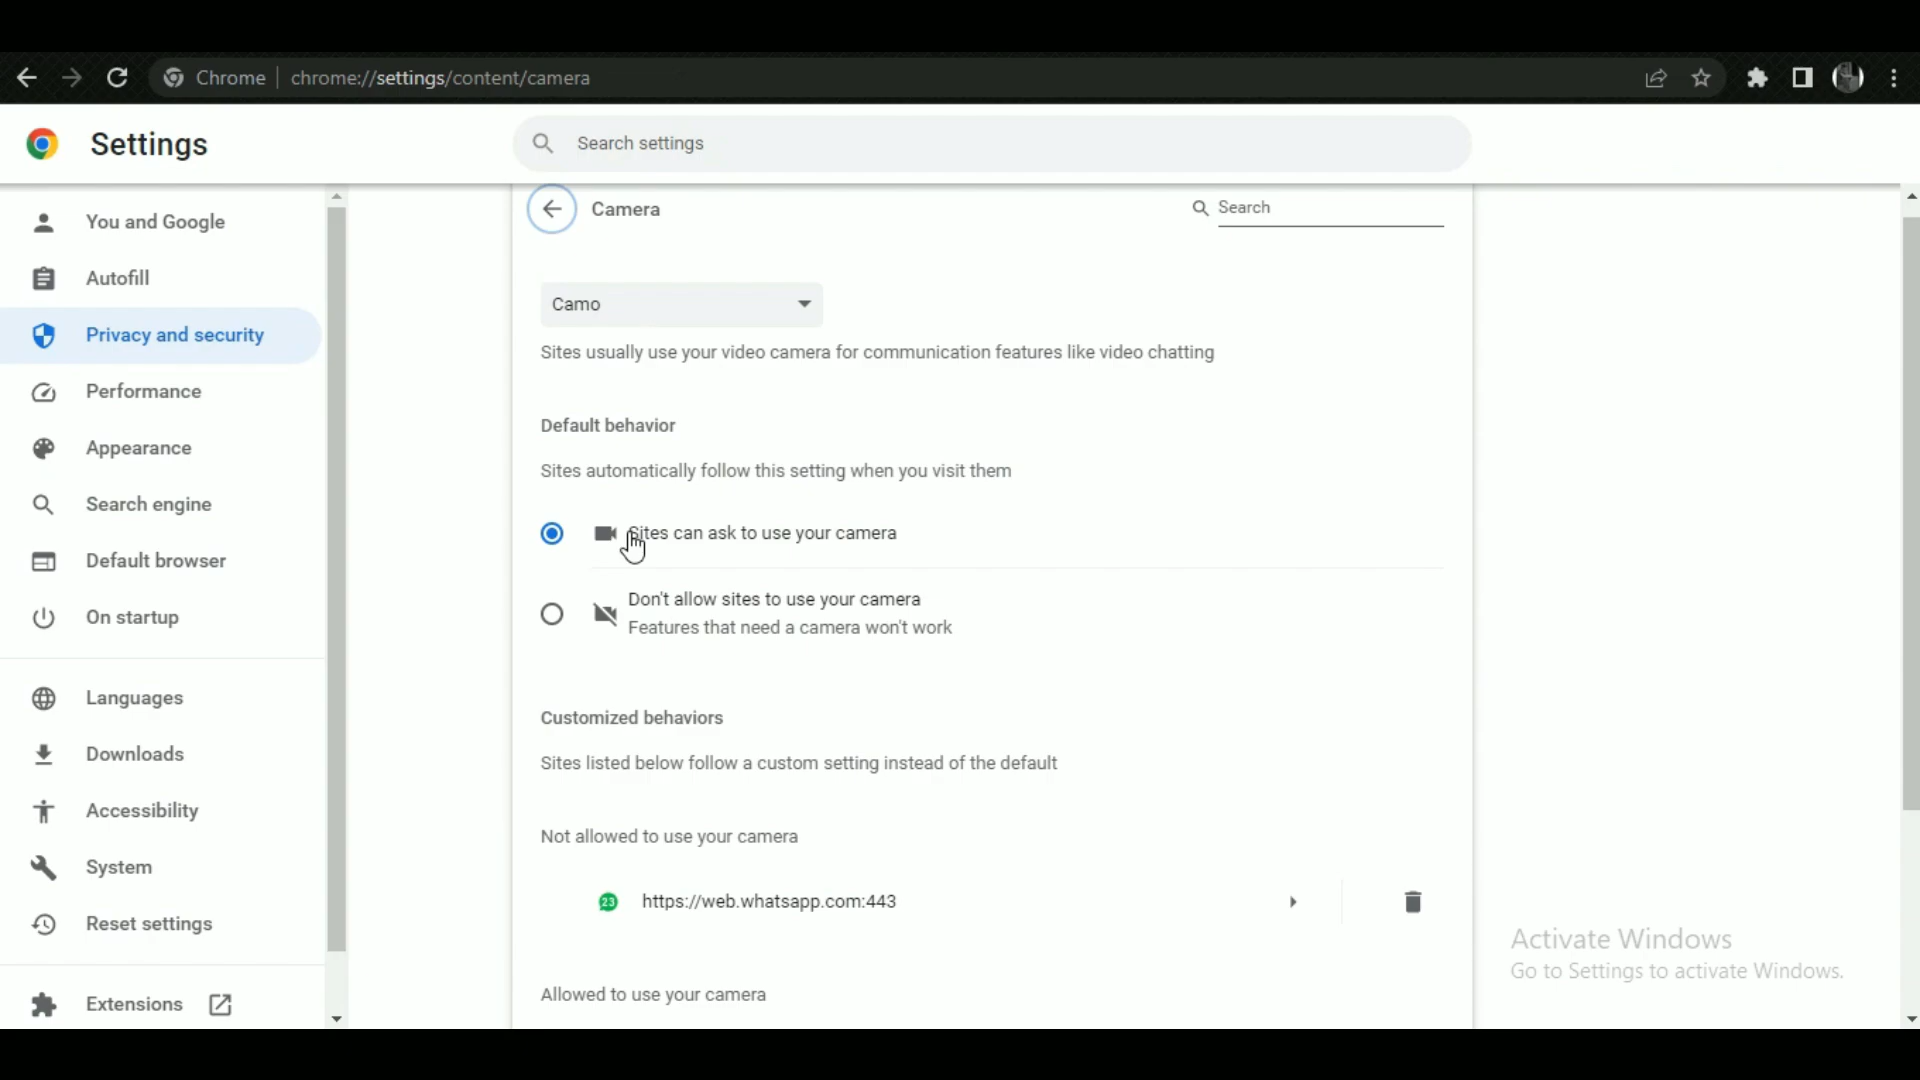 Chrome chrome://settings/content/camera
Settings
Search settings
You and Google
Autofill
Privacy and security
Performance
Appearance
Search engine
Default browser
On startup
Languages
Downloads
Accessibility
System
Reset settings
Extensions
Camera
Search
Camo
Sites usually use your video camera for communication features like video chatting
Default behavior
Sites automatically follow this setting when you visit them
Sites can ask to use your camera
Don't allow sites to use your camera
Features that need a camera won't work
Customized behaviors
Sites listed below follow a custom setting instead of the default
Not allowed to use your camera
23 https://web.whatsapp.com:443
Allowed to use your camera
Activate Windows
Go to Settings to activate Windows.